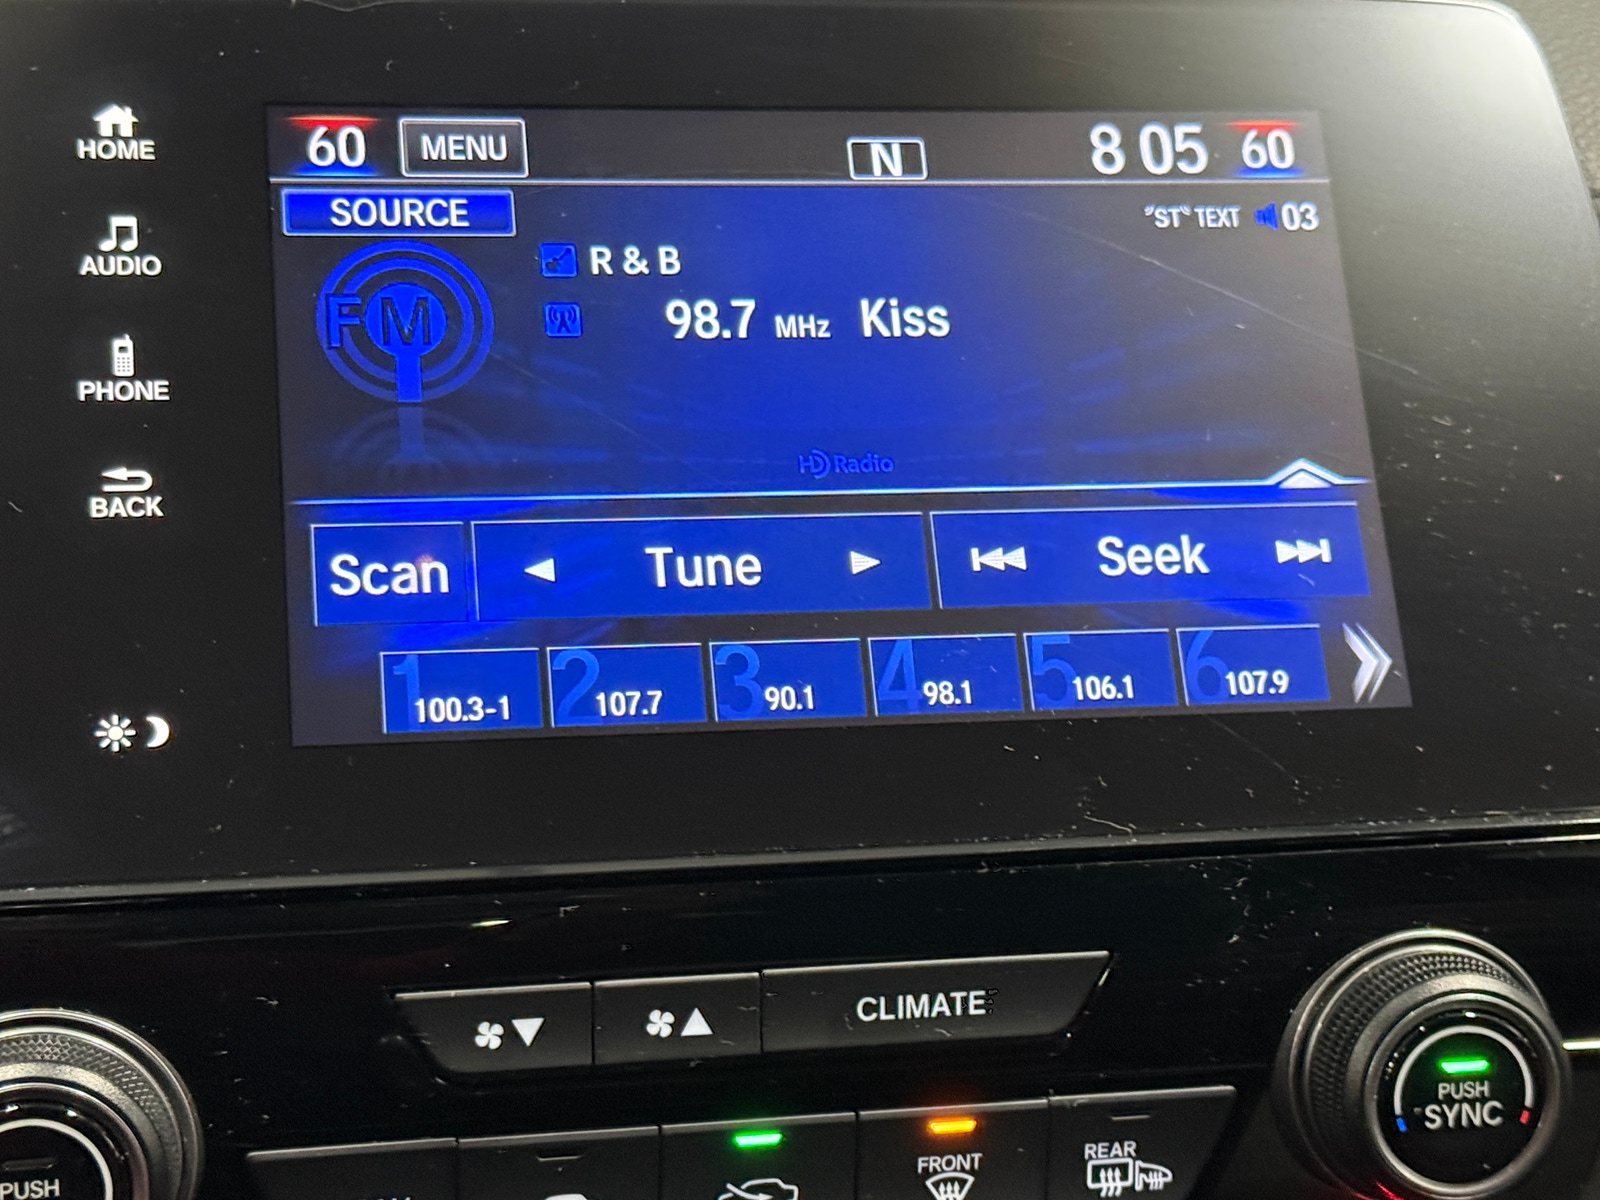 HOME
AUDIO
PHONE
BACK
60 MENU N 8 05 60
SOURCE
"ST" TEXT 03
R & B
FM
98.7 MHz Kiss
HD Radio
Scan Tune Seek
1 100.3-1
2 107.7
3 90.1
4 98.1
5 106.1
6 107.9
CLIMATE
PUSH
SYNC
PUSH
FRONT
REAR